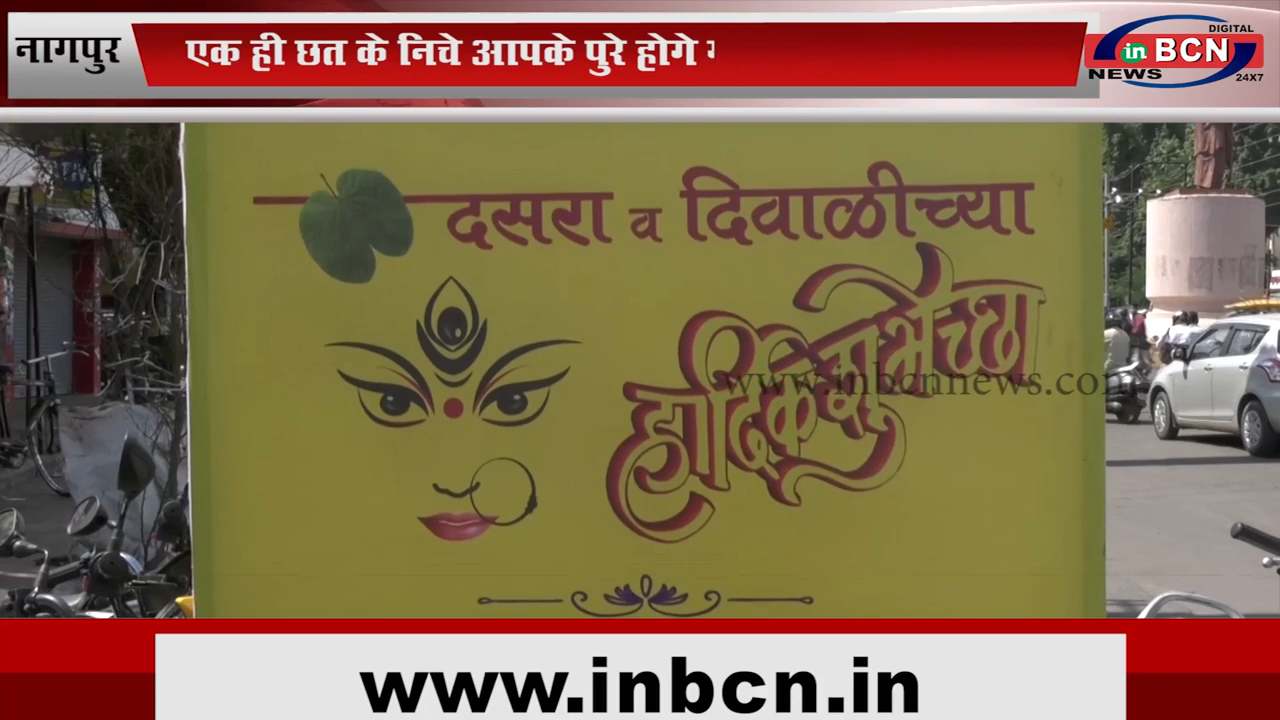 नागपुर
एक ही छत के निचे आपके पुरे होगे
DIGITAL
in BCN
NEWS
24X7
दसरा व दिवाळीच्या
हार्दिक शुभेच्छा
www.inbcnnews.com
www.inbcn.in